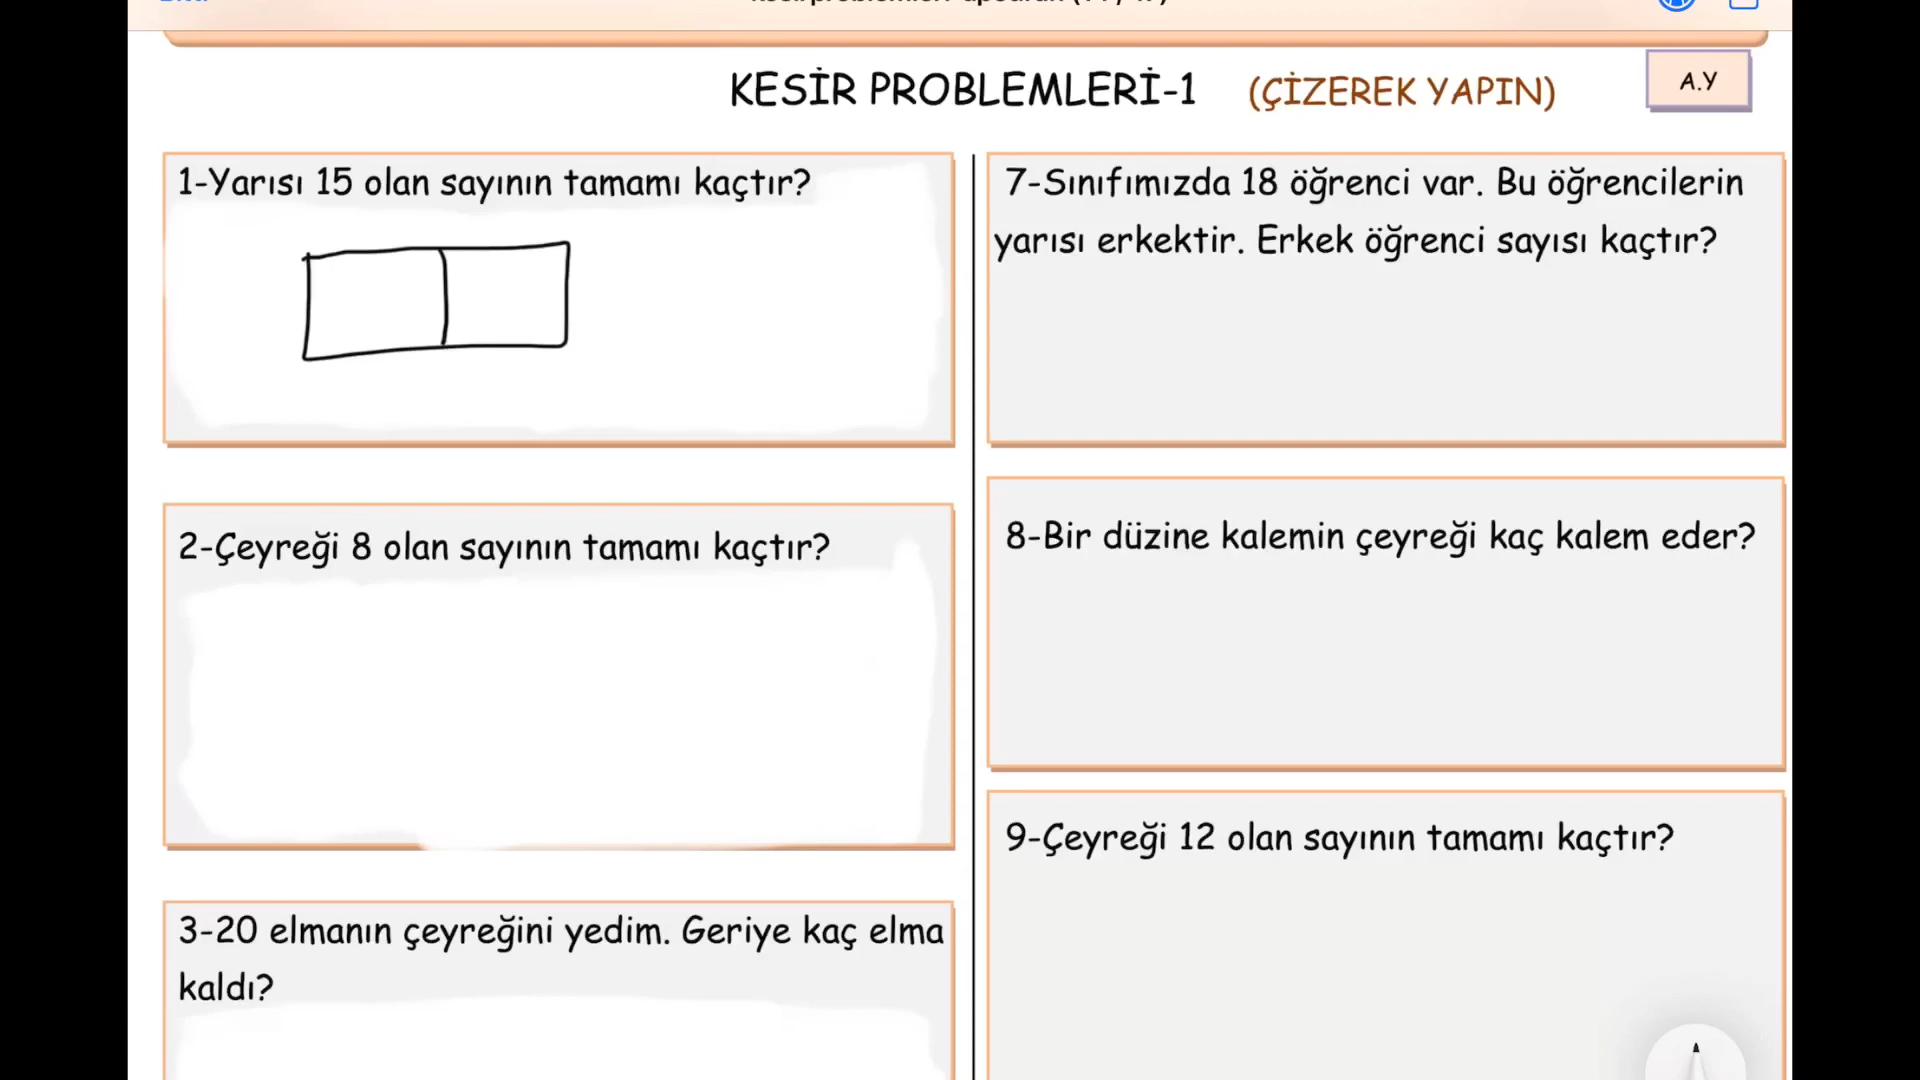 KESİR PROBLEMLERİ-1 (ÇİZEREK YAPIN)
A.Y
1-Yarısı 15 olan sayının tamamı kaçtır?
2-Çeyreği 8 olan sayının tamamı kaçtır?
3-20 elmanın çeyreğini yedim. Geriye kaç elma
kaldı?
7-Sınıfımızda 18 öğrenci var. Bu öğrencilerin
yarısı erkektir. Erkek öğrenci sayısı kaçtır?
8-Bir düzine kalemin çeyreği kaç kalem eder?
9-Çeyreği 12 olan sayının tamamı kaçtır?